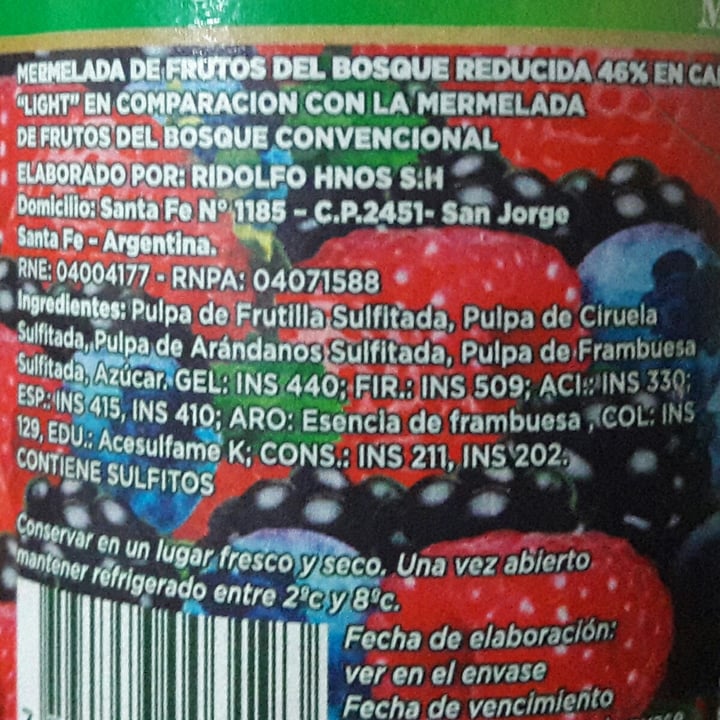 MERMELADA DE FRUTOS DEL BOSQUE REDUCIDA 46% EN
"LIGHT" EN COMPARACION CON LA MERMELADA
DE FRUTOS DEL BOSQUE CONVENCIONAL
ELABORADO POR: RIDOLFO HNOS S.H
Domicilio: Santa Fe Nº 1185 - C.P.2451- San Jorge
Santa Fe - Argentina.
RNE: 04004177 - RNPA: 04071588
Ingredientes: Pulpa de Frutilla Sulfitada, Pulpa de Ciruela
Sulfitada, Pulpa de Arándanos Sulfitada, Pulpa de Frambuesa
Sulfitada, Azúcar. GEL: INS 440; FIR.: INS 509; ACI.: INS 330;
ESP.: INS 415, INS 410; ARO: Esencia de frambuesa , COL: INS
129, EDU.: Acesulfame K; CONS.: INS 211, INS 202.
CONTIENE SULFITOS
Conservar en un lugar fresco y seco. Una vez abierto
mantener refrigerado entre 2ºc y 8ºc.
Fecha de elaboración:
ver en el envase
Fecha de vencimiento